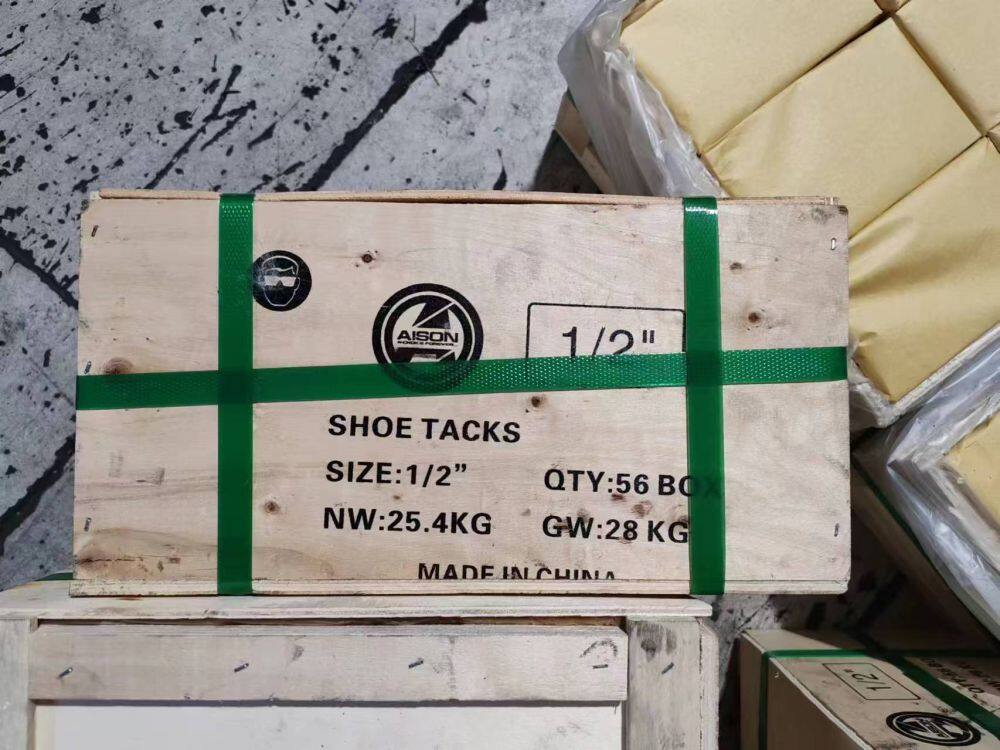 AISON
1/2"
SHOE TACKS
SIZE:1/2”
QTY:56 BOX
NW:25.4KG
GW:28 KG
MADE IN CHINA
1/2"
AISON